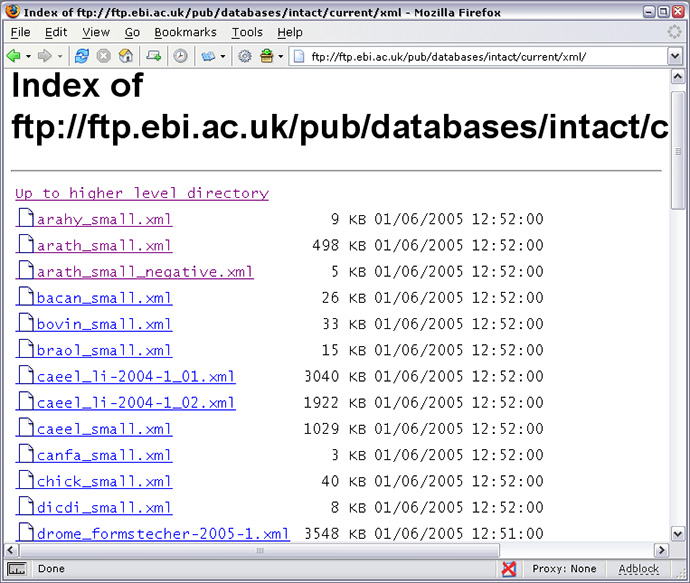 Index of ftp://ftp.ebi.ac.uk/pub/databases/intact/current/xml/ - Mozilla Firefox
File Edit View Go Bookmarks Tools Help
ftp://ftp.ebi.ac.uk/pub/databases/intact/current/xml/
Index of
ftp://ftp.ebi.ac.uk/pub/databases/intact/c
Up to higher level directory
arahy_small.xml 9 KB 01/06/2005 12:52:00
arath_small.xml 498 KB 01/06/2005 12:52:00
arath_small_negative.xml 5 KB 01/06/2005 12:52:00
bacan_small.xml 26 KB 01/06/2005 12:52:00
bovin_small.xml 33 KB 01/06/2005 12:52:00
braol_small.xml 15 KB 01/06/2005 12:52:00
caeel_li-2004-1_01.xml 3040 KB 01/06/2005 12:52:00
caeel_li-2004-1_02.xml 1922 KB 01/06/2005 12:52:00
caeel_small.xml 1029 KB 01/06/2005 12:52:00
canfa_small.xml 3 KB 01/06/2005 12:52:00
chick_small.xml 40 KB 01/06/2005 12:52:00
dicdi_small.xml 8 KB 01/06/2005 12:52:00
drome_formstecher-2005-1.xml 3548 KB 01/06/2005 12:51:00
Done Proxy: None Adblock